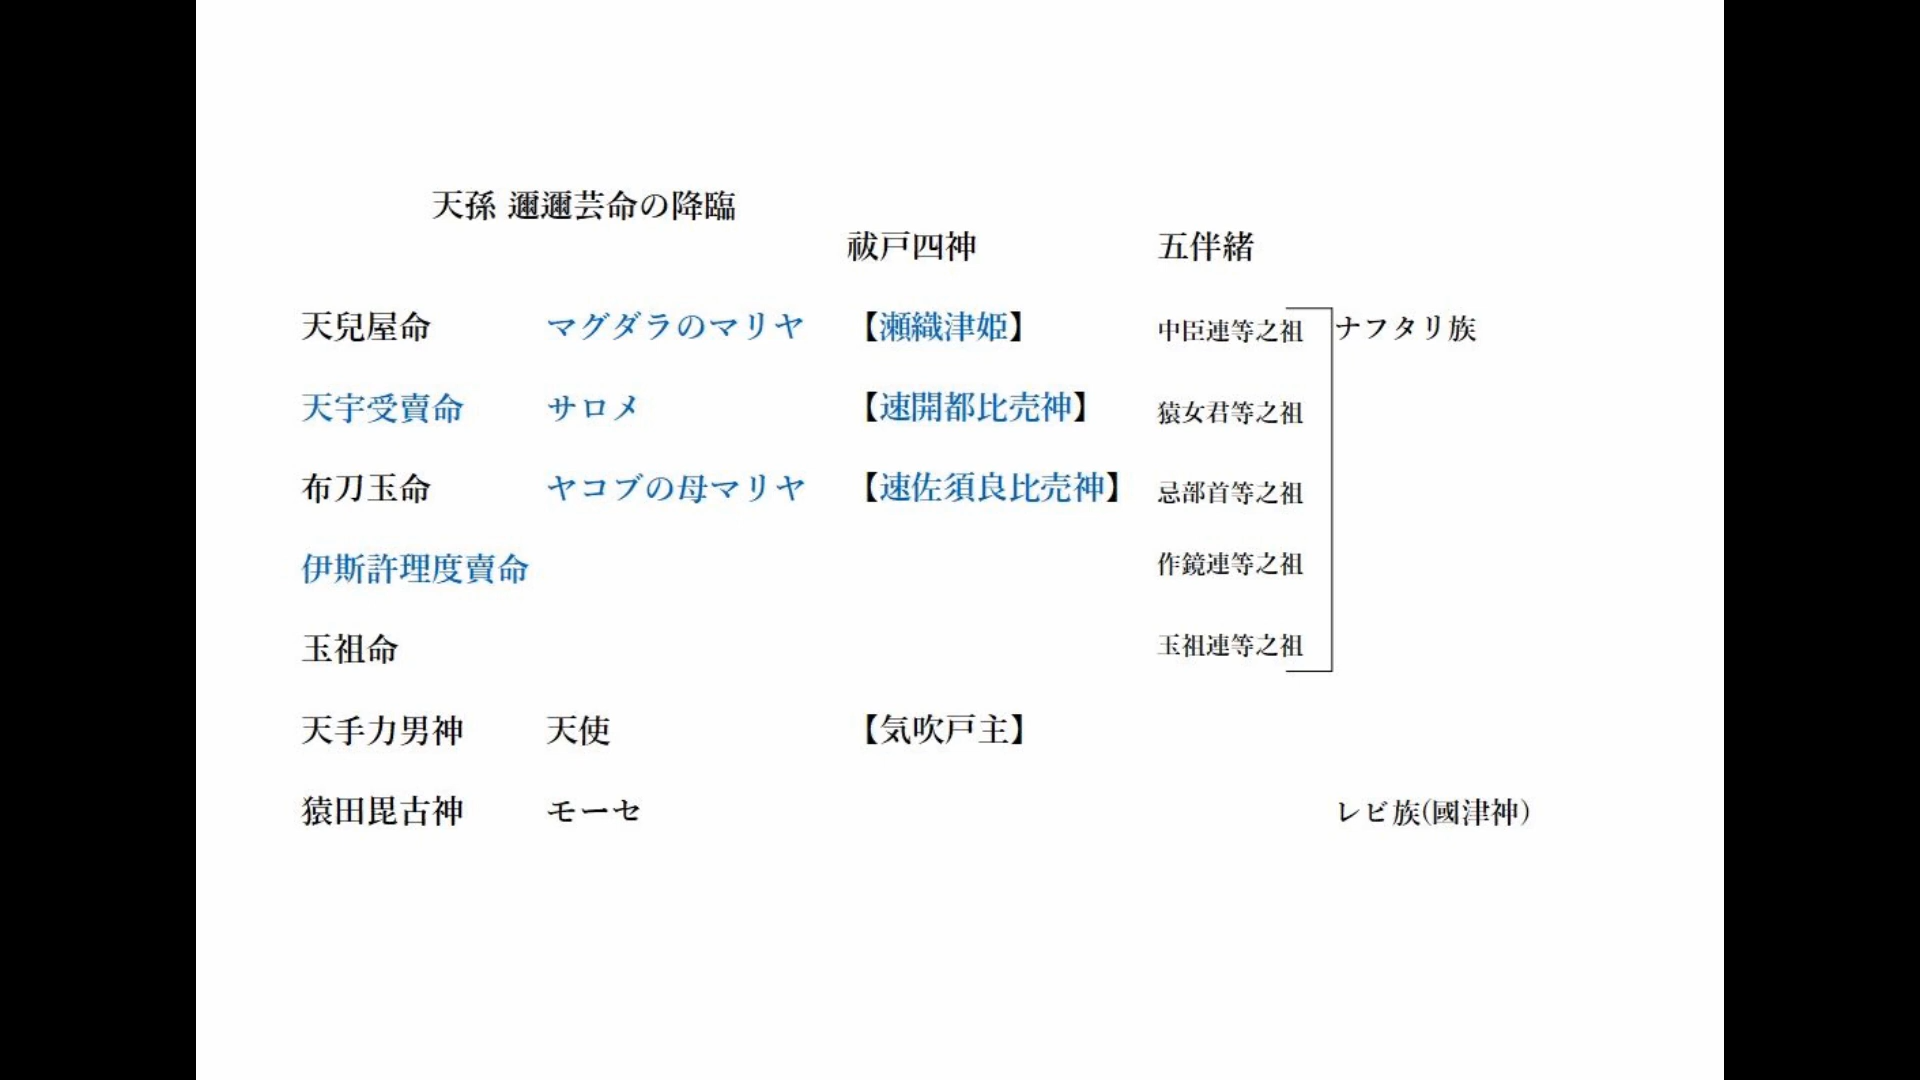 天孫 邇邇芸命の降臨
祓戸四神 五伴緒
天兒屋命 マグダラのマリヤ 【瀬織津姫】 中臣連等之祖 ナフタリ族
天宇受賣命 サロメ 【速開都比売神】 猿女君等之祖
布刀玉命 ヤコブの母マリヤ 【速佐須良比売神】 忌部首等之祖
伊斯許理度賣命 作鏡連等之祖
玉祖命 玉祖連等之祖
天手力男神 天使 【気吹戸主】
猿田毘古神 モーセ レビ族(國津神)